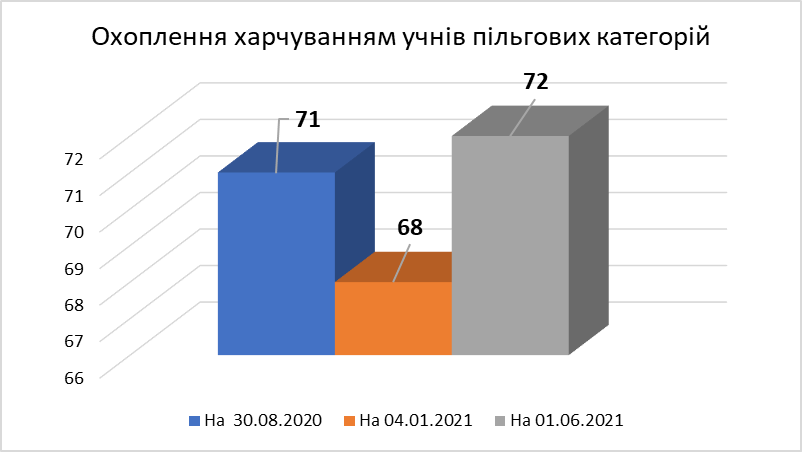 Охоплення харчуванням учнів пільгових категорій
72
71
68
72
71
70
69
68
67
66
На 30.08.2020
На 04.01.2021
На 01.06.2021